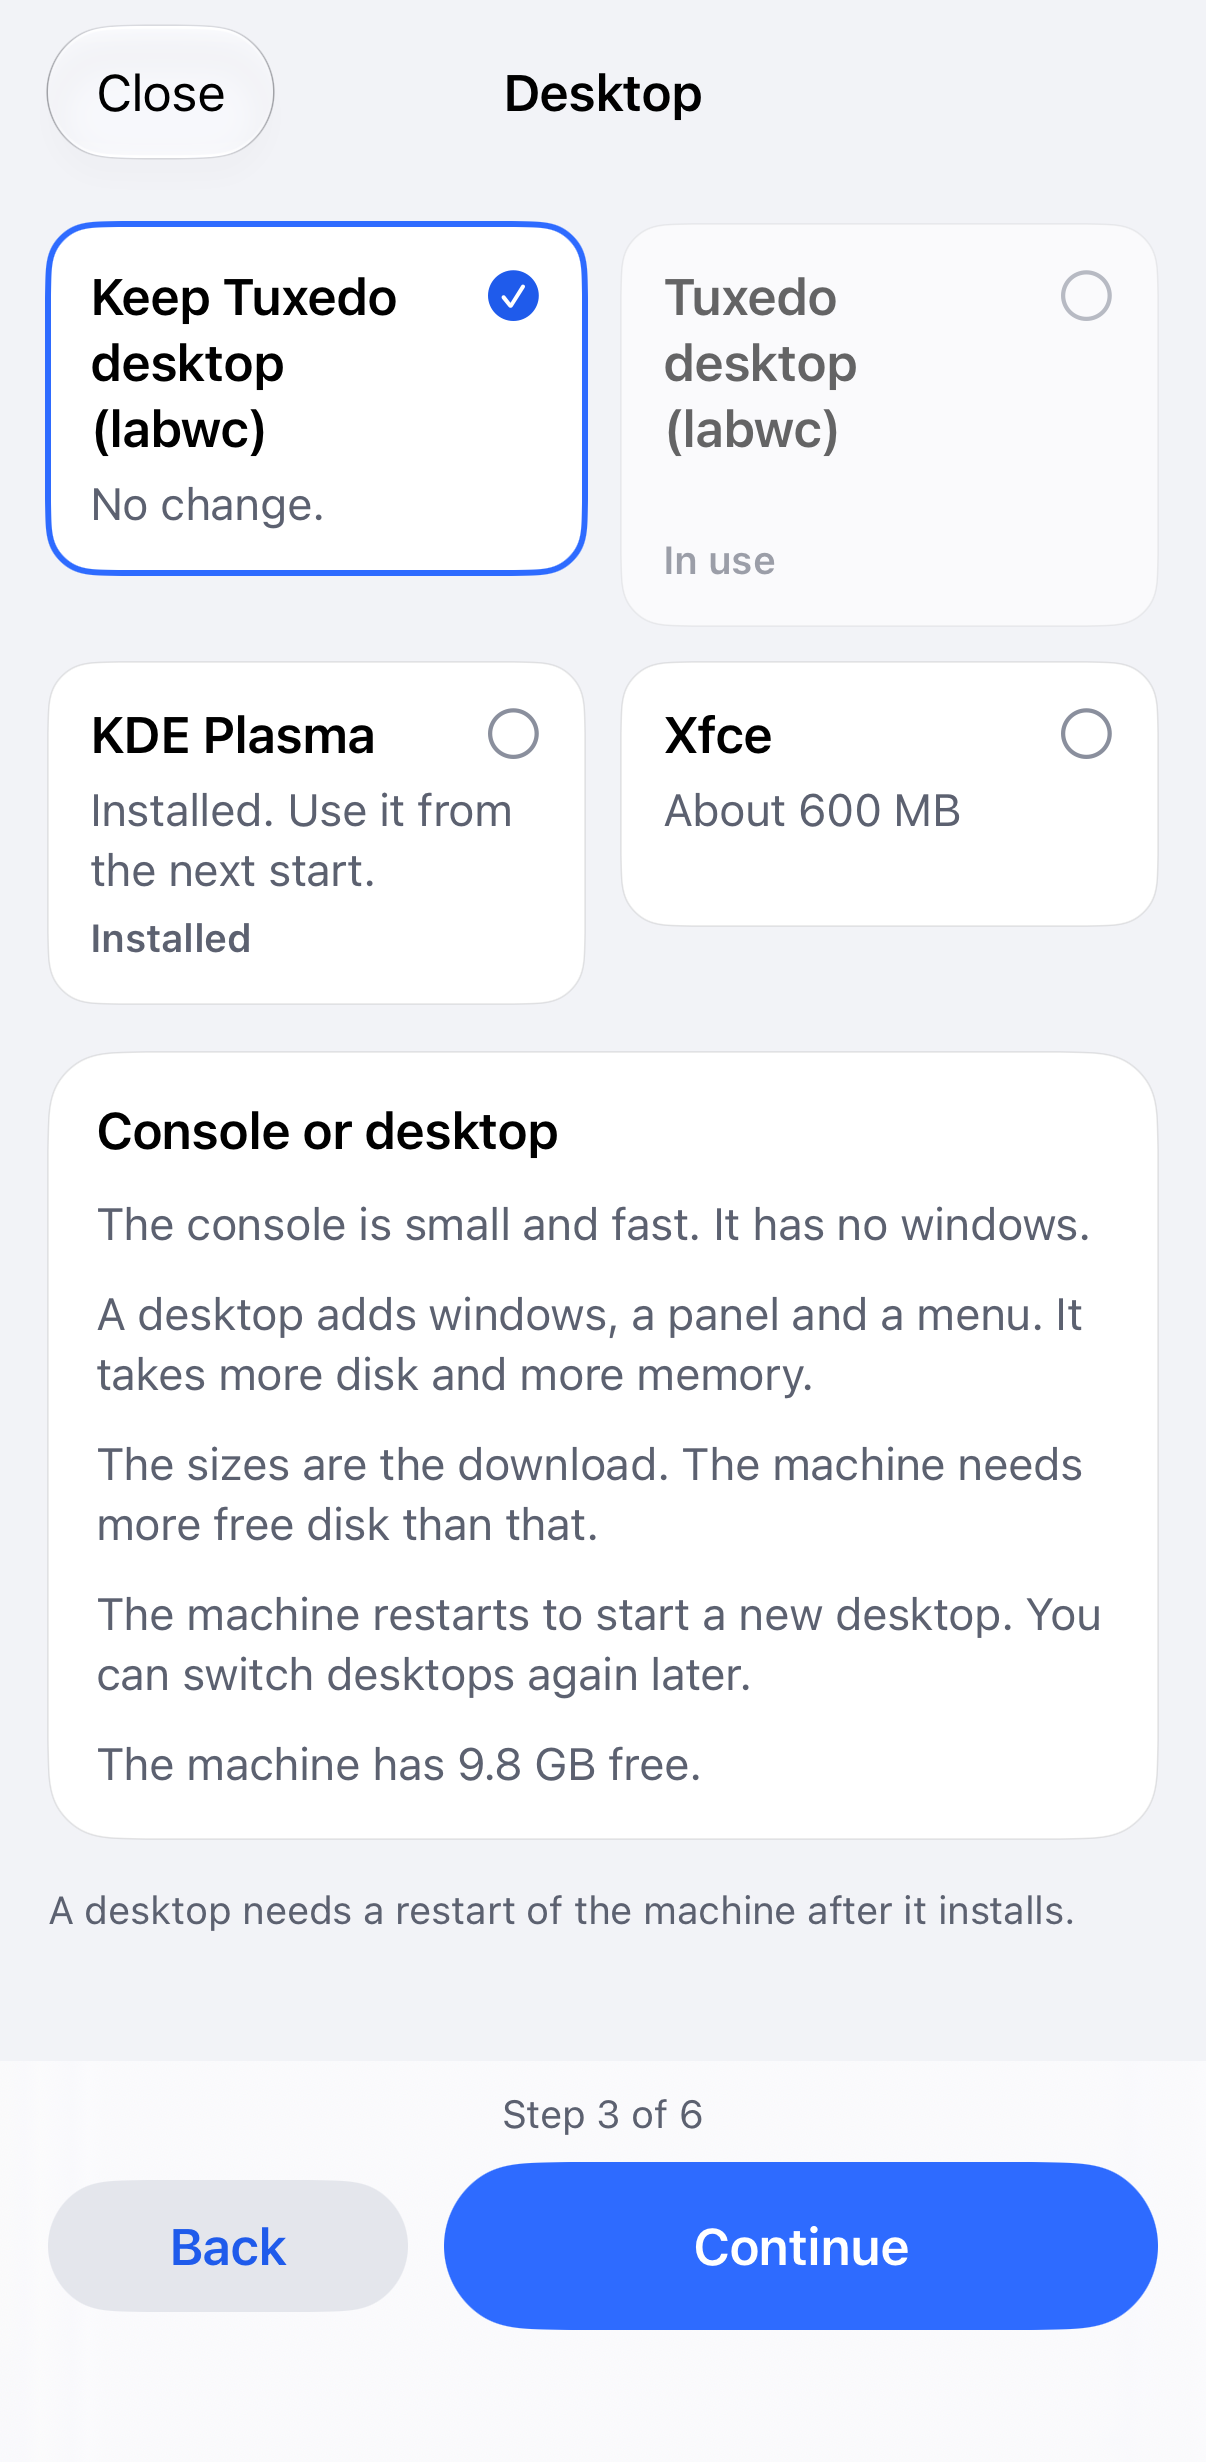 Close
Desktop
Keep Tuxedo
desktop
(labwc)
No change.
Tuxedo
desktop
(labwc)
In use
KDE Plasma
Installed. Use it from
the next start.
Installed
Xfce
About 600 MB
Console or desktop
The console is small and fast. It has no windows.
A desktop adds windows, a panel and a menu. It
takes more disk and more memory.
The sizes are the download. The machine needs
more free disk than that.
The machine restarts to start a new desktop. You
can switch desktops again later.
The machine has 9.8 GB free.
A desktop needs a restart of the machine after it installs.
Step 3 of 6
Back
Continue